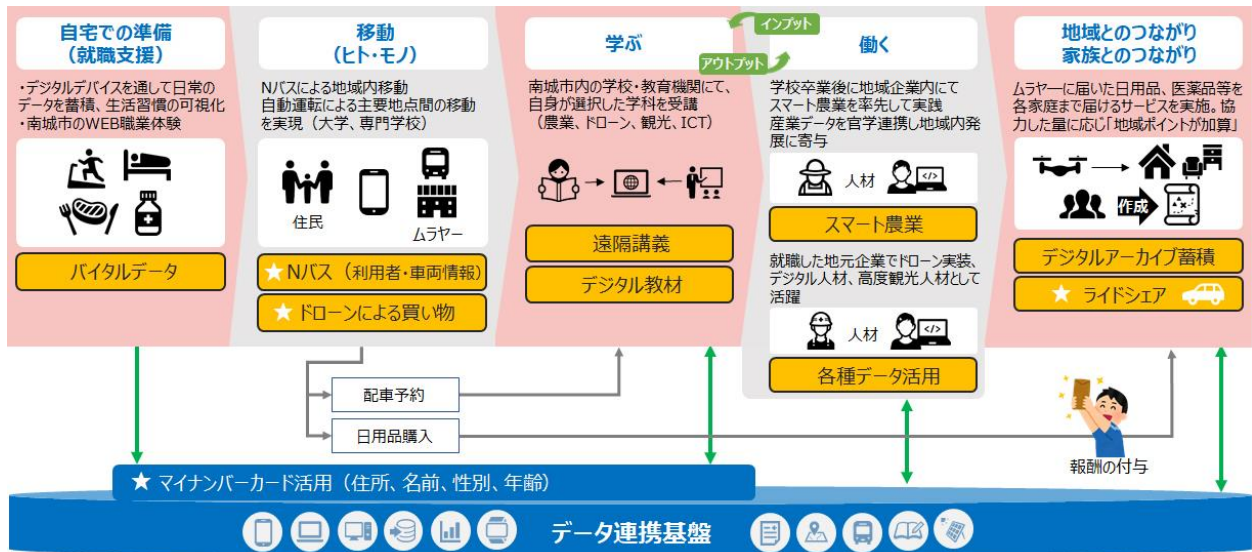 自宅での準備
(就職支援)
・デジタルデバイスを通して日常の
データを蓄積、生活習慣の可視化
・南城市のWEB職業体験
バイタルデータ
移動
(ヒト・モノ)
Nバスによる地域内移動
自動運転による主要地点間の移動
を実現（大学、専門学校）
住民
ムラヤー
★Nバス（利用者・車両情報）
★ドローンによる買い物
学ぶ
南城市内の学校・教育機関にて、
自身が選択した学科を受講
（農業、ドローン、観光、ICT）
遠隔講義
デジタル教材
インプット
アウトプット
働く
学校卒業後に地域企業内にて
スマート農業を率先して実践
産業データを官学連携し地域内発
展に寄与
人材
スマート農業
就職した地元企業でドローン実装、
デジタル人材、高度観光人材として
活躍
人材
各種データ活用
地域とのつながり
家族とのつながり
ムラヤーに届いた日用品、医薬品等を
各家庭まで届けるサービスを実施。協
力した量に応じ「地域ポイントが加算」
作成
デジタルアーカイブ蓄積
★ ライドシェア
配車予約
日用品購入
報酬の付与
★ マイナンバーカード活用（住所、名前、性別、年齢）
データ連携基盤